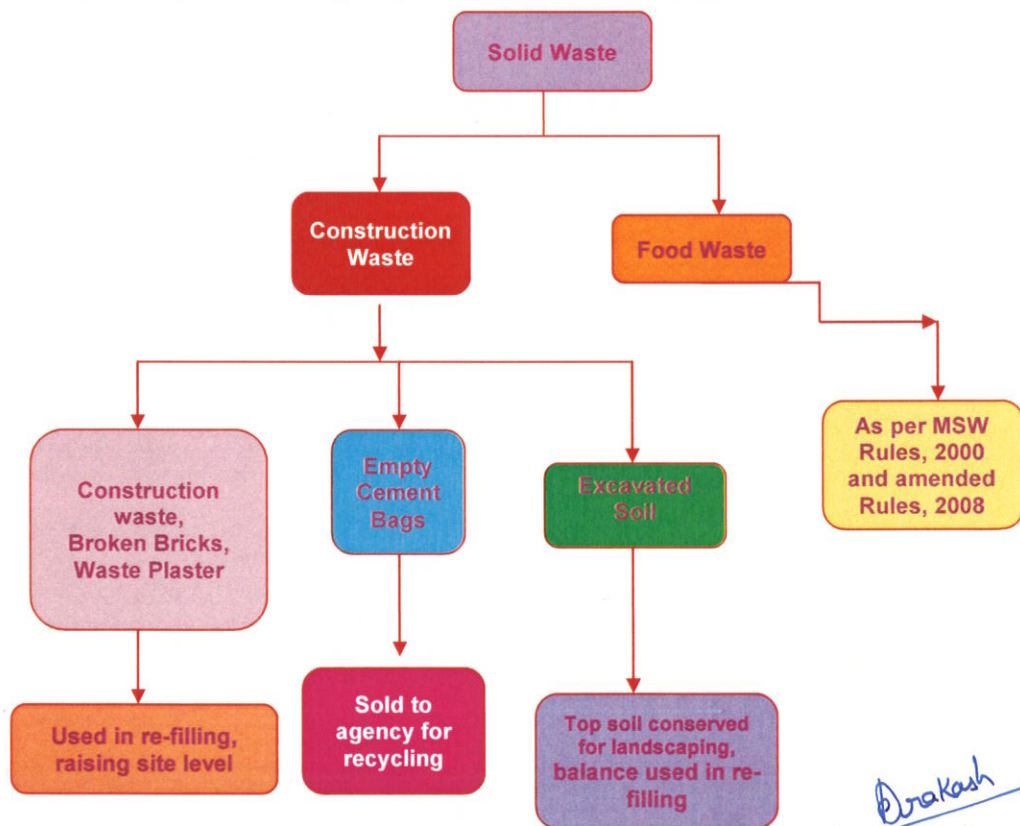 Solid Waste
Construction
Waste
Food Waste
Construction
waste,
Broken Bricks,
Waste Plaster
Empty
Cement
Bags
Excavated
Soil
As per MSW
Rules, 2000
and amended
Rules, 2008
Used in re-filling,
raising site level
Sold to
agency for
recycling
Top soil conserved
for landscaping,
balance used in re-
filling